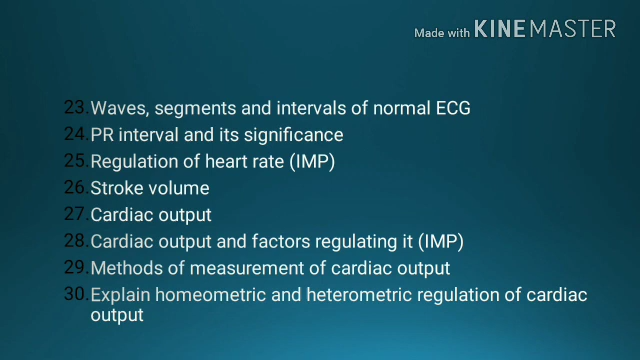 Made with KINEMASTER
23. Waves, segments and intervals of normal ECG
24. PR interval and its significance
25. Regulation of heart rate (IMP)
26. Stroke volume
27. Cardiac output
28. Cardiac output and factors regulating it (IMP)
29. Methods of measurement of cardiac output
30. Explain homeometric and heterometric regulation of cardiac
output